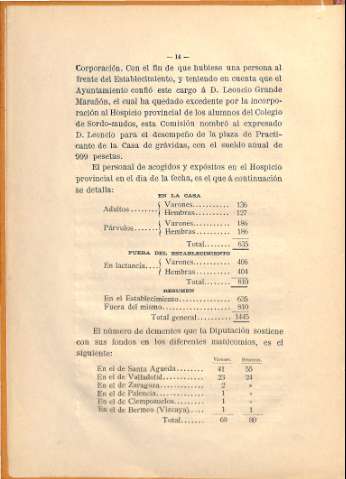 — 14 —
Corporación. Con el fin de que hubiese una persona al
frente del Establecimiento, y teniendo en cuenta que el
Ayuntamiento confió este cargo á D. Leoncio Grande
Marañón, el cual ha quedado excedente por la incorpo-
ración al Hospicio provincial de los alumnos del Colegio
de Sordo-mudos, esta Comisión nombró al expresado
D. Leoncio para el desempeño de la plaza de Practi-
cante de la Casa de grávidas, con el sueldo anual de
999 pesetas.
El personal de acogidos y expósitos en el Hospicio
provincial en el día de la fecha, es el que á continuación
se detalla:
EN LA CASA
Adultos ........ { Varones........... 136
Hembras........... 127
Párvulos........ { Varones........... 186
Hembras........... 186
Total........ 635
FUERA DEL ESTABLECIMIENTO
En lactancia.... { Varones........... 406
Hembras........... 404
Total........ 810
RESUMEN
En el Establecimiento............... 635
Fuera del mismo.................... 810
Total general........... 1445
El número de dementes que la Diputación sostiene
con sus fondos en los diferentes manicomios, es el
siguiente:
Varones. Hembras.
En el de Santa Agueda........ 41 55
En el de Valladolid............. 23 24
En el de Zaragoza.............. 2 »
En el de Palencia............... 1 »
En el de Ciempozuelos......... 1 »
En el de Bermeo (Vizcaya).... 1 1
Total....... 69 80